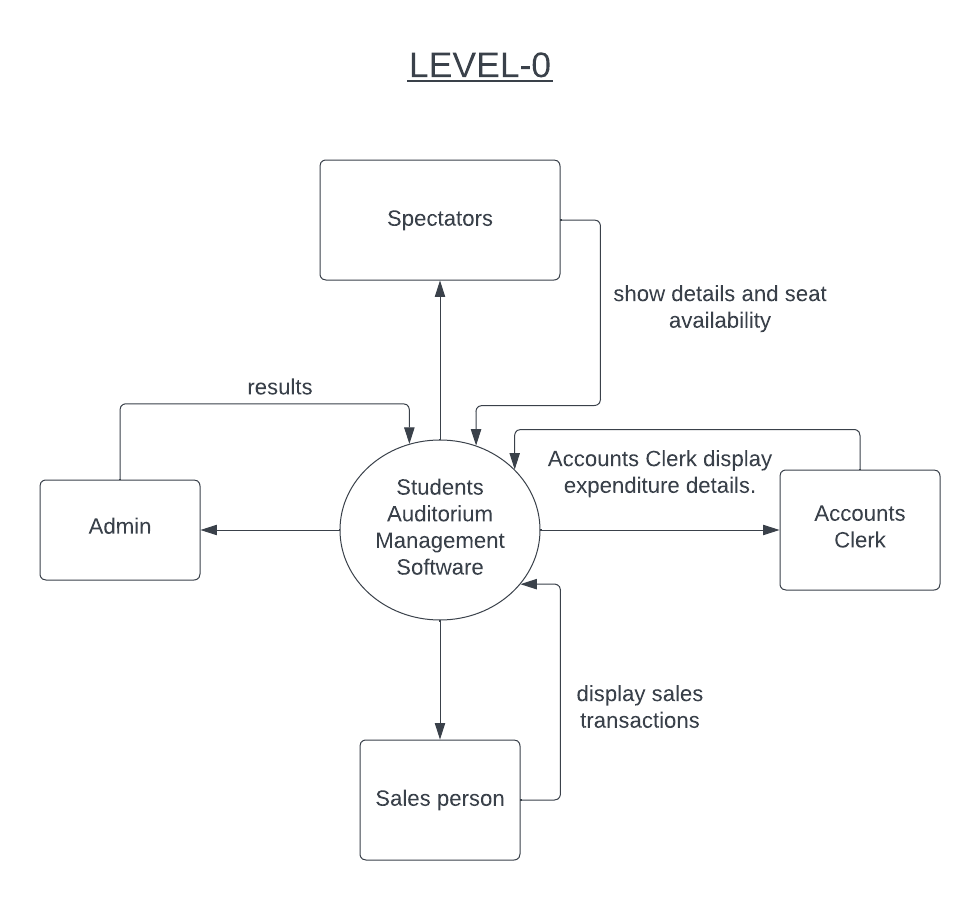 LEVEL-0
Spectators
show details and seat
availability
results
Accounts Clerk display
expenditure details.
Students
Auditorium
Management
Software
Admin
Accounts
Clerk
display sales
transactions
Sales person